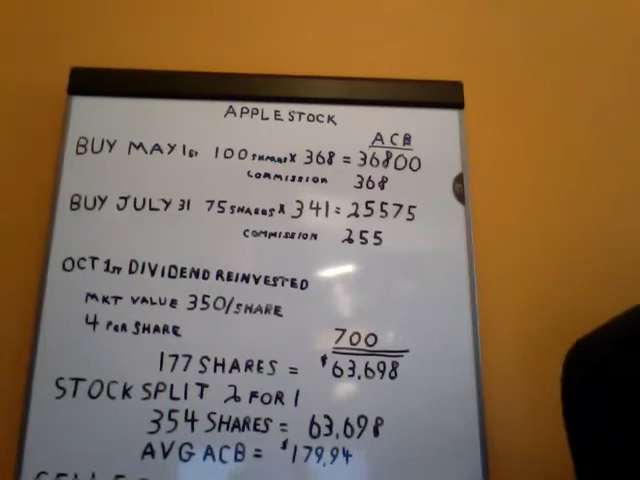 APPLE STOCK
ACB
BUY MAY 1ST 100 SHARES X 368 = 36800
COMMISSION 368
BUY JULY 31 75 SHARES X 341 = 25575
COMMISSION 255
OCT 1ST DIVIDEND REINVESTED
MKT VALUE 350/SHARE
4 PER SHARE 700
177 SHARES = $63,698
STOCK SPLIT 2 FOR 1
354 SHARES = 63,698
AVG ACB = $179.94